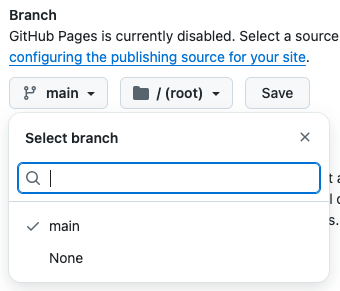 Branch
GitHub Pages is currently disabled. Select a source
configuring the publishing source for your site.
main
/ (root)
Save
Select branch
main
None